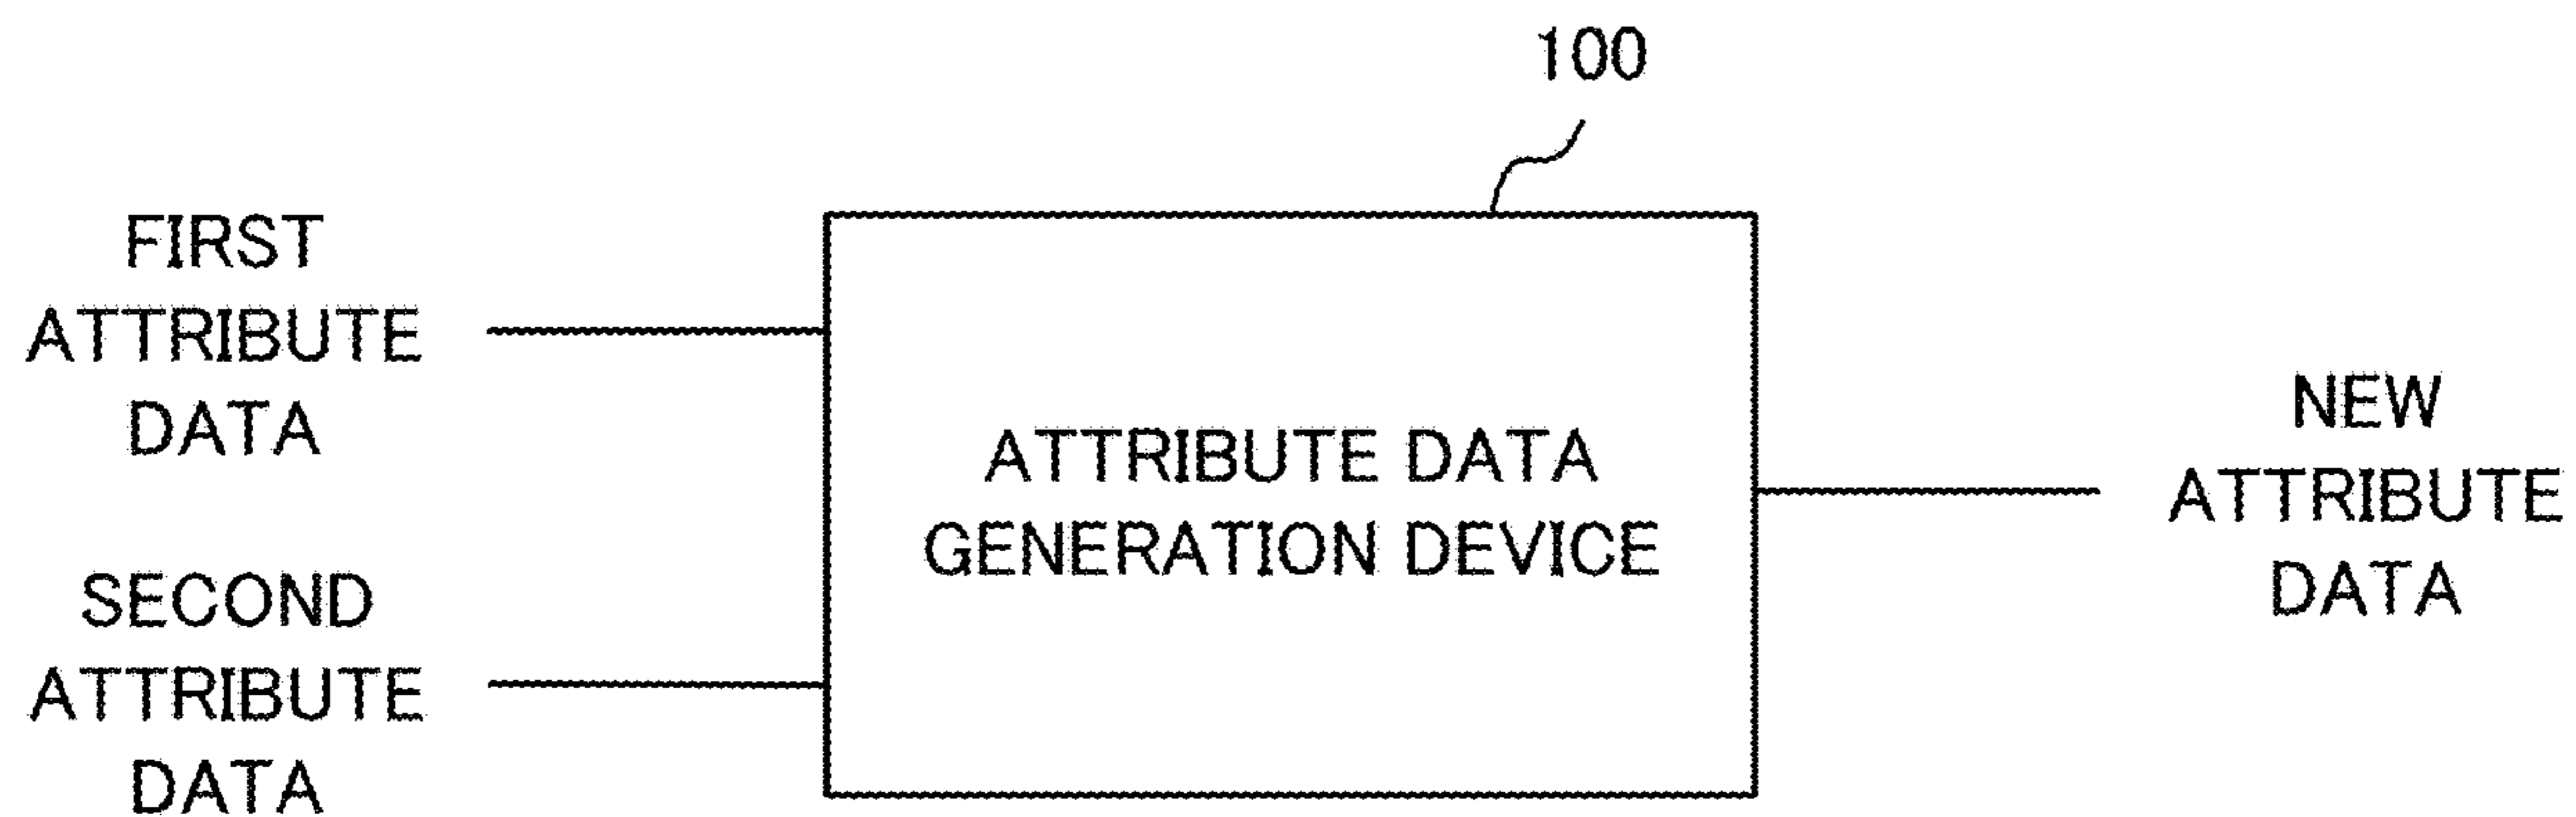 100
FIRST
ATTRIBUTE
DATA
SECOND
ATTRIBUTE
DATA
ATTRIBUTE DATA
GENERATION DEVICE
NEW
ATTRIBUTE
DATA